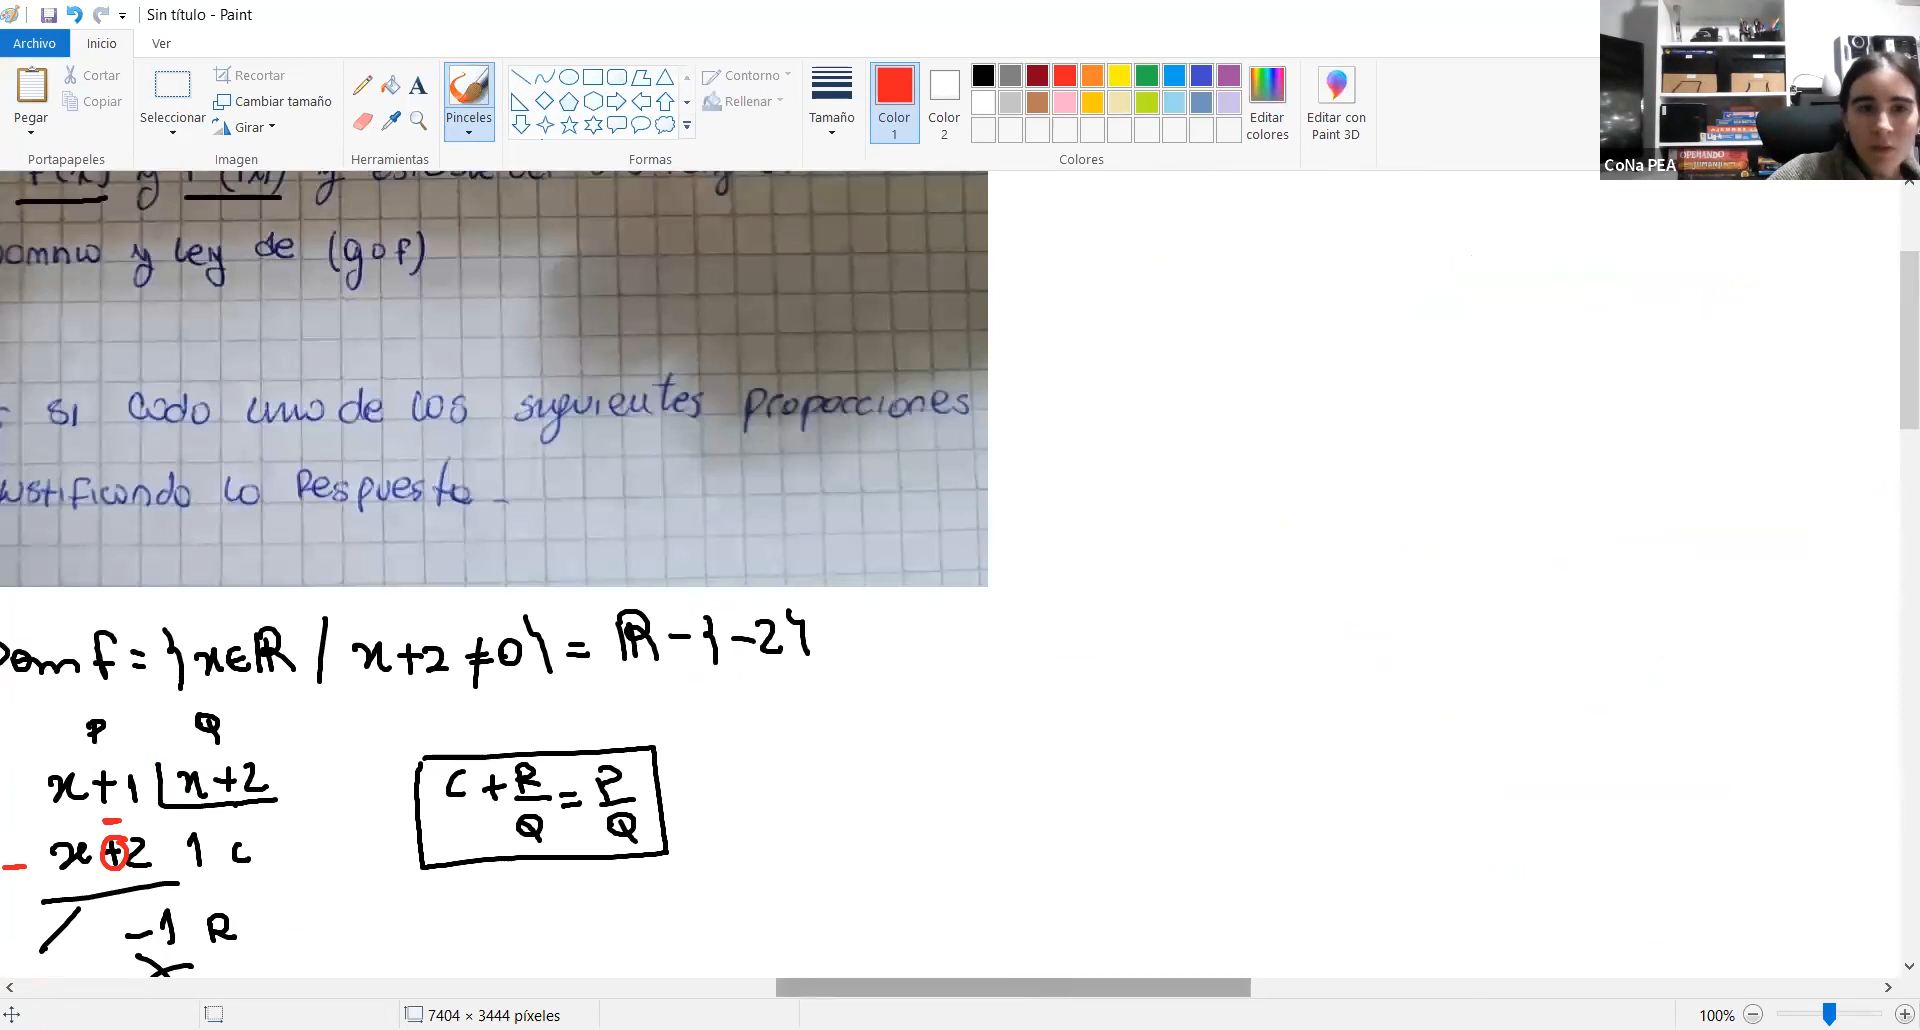 Sin título - Paint
Archivo Inicio Ver
Pegar
Cortar
Copiar
Portapapeles
Seleccionar
Recortar
Cambiar tamaño
Girar
Imagen
A
Herramientas
Pinceles
Contorno
Rellenar
Formas
Tamaño
Color 1
Color 2
Editar colores
Editar con Paint 3D
Colores
CoNa PEA
y
y ley de (gof)
si cada uno de los siguientes propocciones
la Respuesta
Dom f = {x∈ℝ / x+2≠0} = ℝ-{-2}
P Q
x+1 | x+2
-
- x+2 1 C
-1 R
C + R/Q = P/Q
7404 × 3444 píxeles
100%